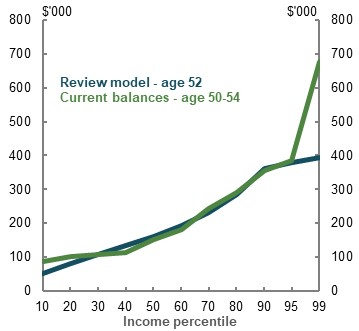 $'000 $'000
800 800
700 700
600 600
500 500
400 400
300 300
200 200
100 100
0 0
Review model - age 52
Current balances - age 50-54
10 20 30 40 50 60 70 80 90 95 99
Income percentile